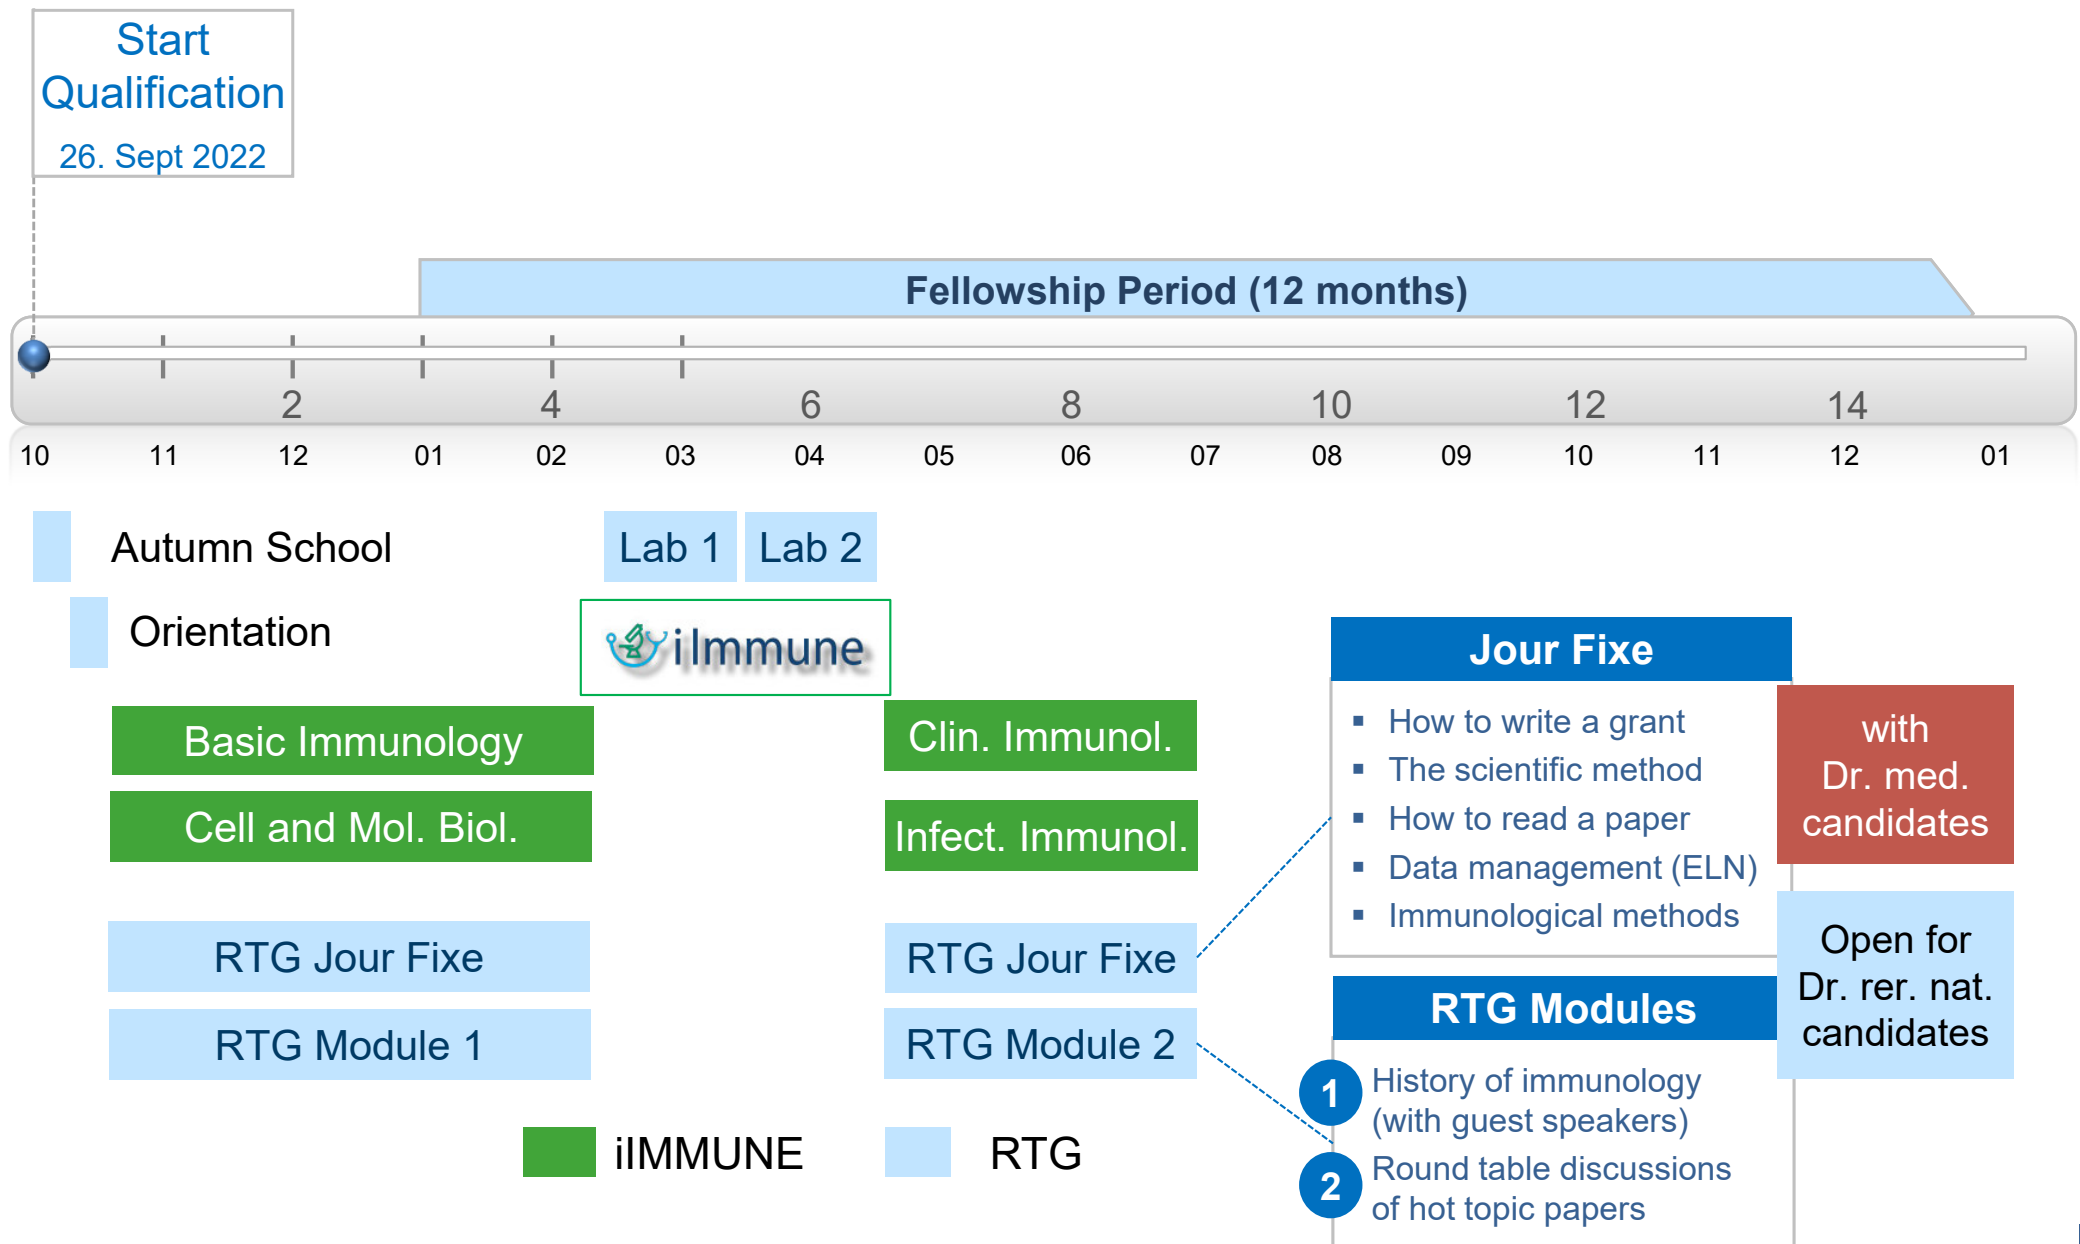 Start
Qualification
26. Sept 2022
Fellowship Period (12 months)
2 4 6 8 10 12 14
10 11 12 01 02 03 04 05 06 07 08 09 10 11 12 01
Autumn School
Lab 1
Lab 2
Orientation
iImmune
Basic Immunology
Clin. Immunol.
Cell and Mol. Biol.
Infect. Immunol.
RTG Jour Fixe
RTG Jour Fixe
RTG Module 1
RTG Module 2
iIMMUNE
RTG
Jour Fixe
▪ How to write a grant
▪ The scientific method
▪ How to read a paper
▪ Data management (ELN)
▪ Immunological methods
with
Dr. med.
candidates
Open for
Dr. rer. nat.
candidates
RTG Modules
1 History of immunology
(with guest speakers)
2 Round table discussions
of hot topic papers